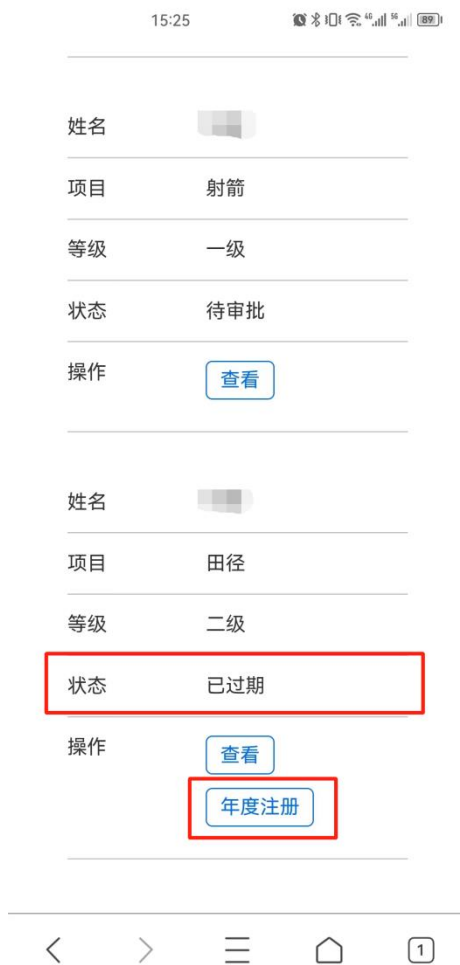 15:25 4G 5G 89
姓名
项目 射箭
等级 一级
状态 待审批
操作 查看
姓名
项目 田径
等级 二级
状态 已过期
操作 查看
年度注册
1